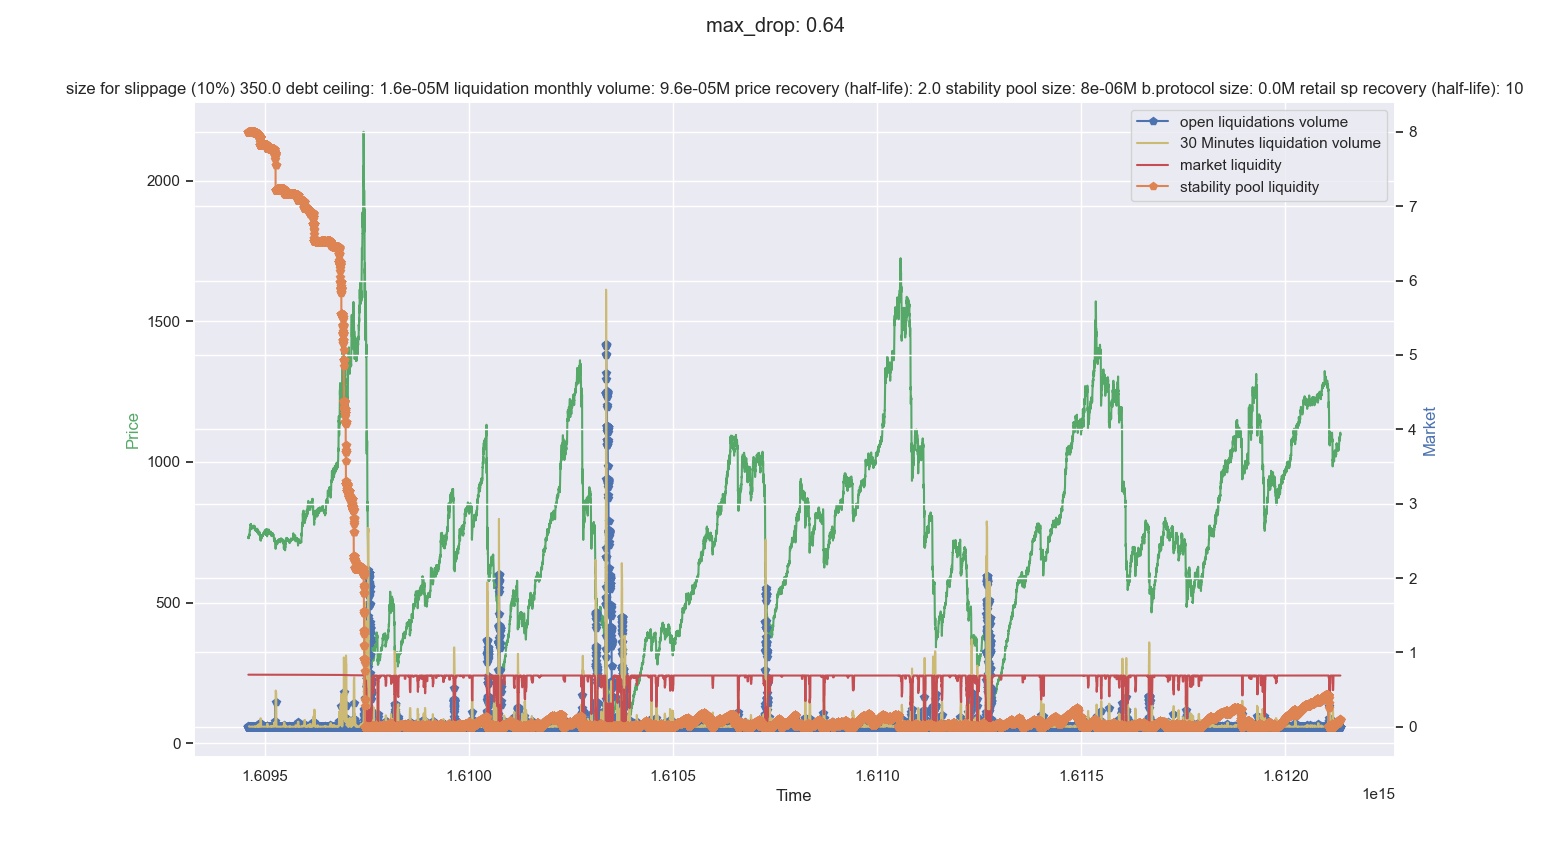 max_drop: 0.64
size for slippage (10%) 350.0 debt ceiling: 1.6e-05M liquidation monthly volume: 9.6e-05M price recovery (half-life): 2.0 stability pool size: 8e-06M b.protocol size: 0.0M retail sp recovery (half-life): 10
open liquidations volume
30 Minutes liquidation volume
market liquidity
stability pool liquidity
2000
1500
1000
500
0
Price
8
7
6
5
4
3
2
1
0
Market
1.6095 1.6100 1.6105 1.6110 1.6115 1.6120
1e15
Time